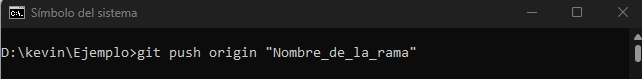 Símbolo del sistema
D:\kevin\Ejemplo>git push origin "Nombre_de_la_rama"